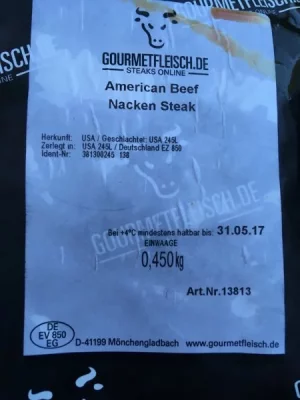 GOURMETFLEISCH.DE
STEAKS ONLINE
American Beef
Nacken Steak
Herkunft: USA / Geschlachtet: USA 245L
Zerlegt in: USA 245L / Deutschland EZ 850
Ident-Nr: 361300245 138
GOURMETFLEISCH.DE
Bei +4°C mindestens haltbar bis: 31.05.17
EINWAAGE
0,450kg
Art.Nr.13813
DE
EV 850
EG
D-41199 Mönchengladbach www.gourmetfleisch.de